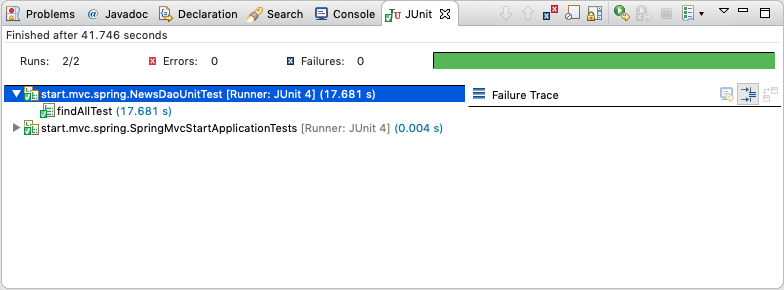 Problems @ Javadoc Declaration Search Console JUnit
Finished after 41.746 seconds
Runs: 2/2 Errors: 0 Failures: 0
start.mvc.spring.NewsDaoUnitTest [Runner: JUnit 4] (17.681 s)
Failure Trace
findAllTest (17.681 s)
start.mvc.spring.SpringMvcStartApplicationTests [Runner: JUnit 4] (0.004 s)